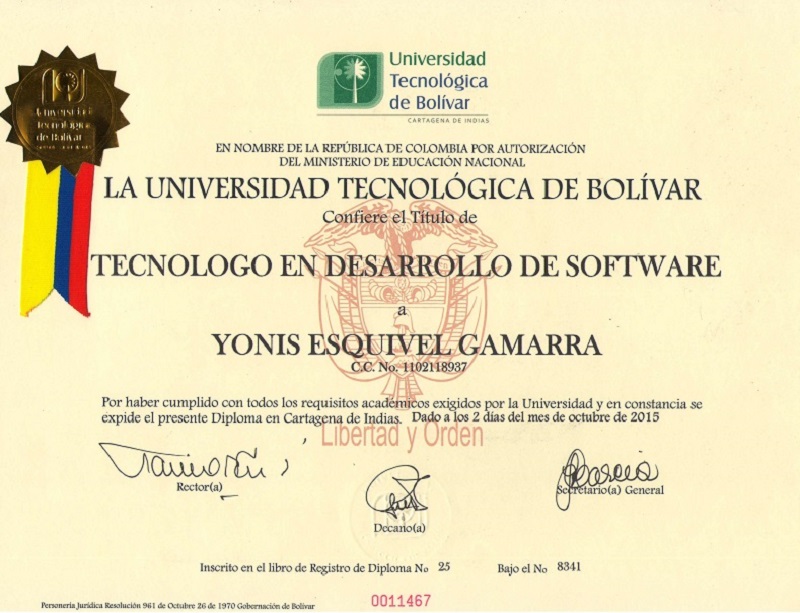 Universidad
Tecnológica
de Bolívar
CARTAGENA DE INDIAS
Universidad
Tecnológica
de Bolívar
EN NOMBRE DE LA REPÚBLICA DE COLOMBIA POR AUTORIZACIÓN
DEL MINISTERIO DE EDUCACIÓN NACIONAL
LA UNIVERSIDAD TECNOLÓGICA DE BOLÍVAR
Confiere el Título de
TECNOLOGO EN DESARROLLO DE SOFTWARE
a
YONIS ESQUIVEL GAMARRA
C.C. No. 1102118937
Por haber cumplido con todos los requisitos académicos exigidos por la Universidad y en constancia se
expide el presente Diploma en Cartagena de Indias. Dado a los 2 días del mes de octubre de 2015
Libertad y Orden
Rector(a)
Secretario(a) General
Decano(a)
Inscrito en el libro de Registro de Diploma No 25 Bajo el No 8341
0011467
Personería Jurídica Resolución 961 de Octubre 26 de 1970 Gobernación de Bolívar